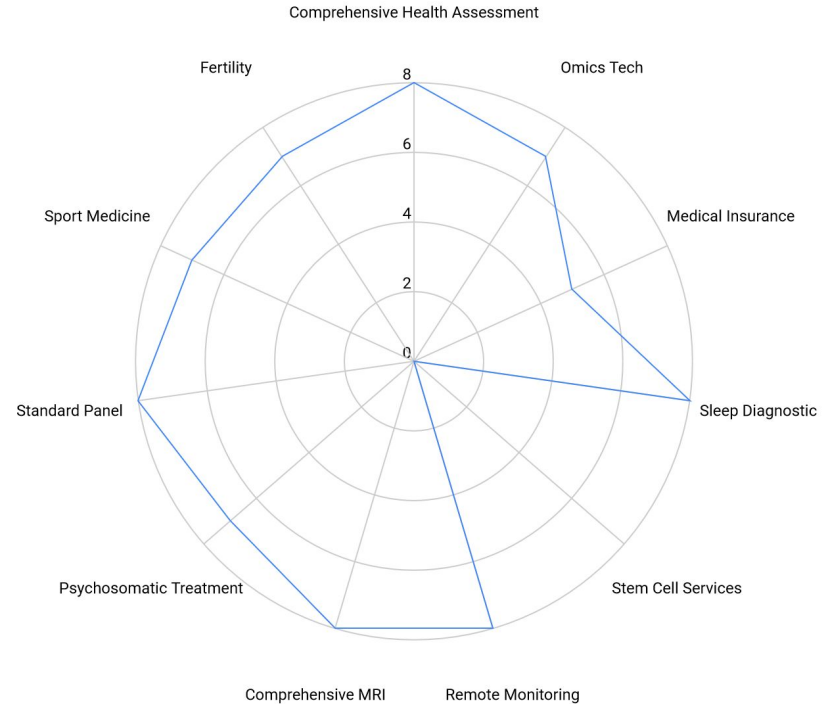 Comprehensive Health Assessment
Fertility
Omics Tech
8
6
Sport Medicine
Medical Insurance
4
2
0
Standard Panel
Sleep Diagnostic
Psychosomatic Treatment
Stem Cell Services
Comprehensive MRI
Remote Monitoring